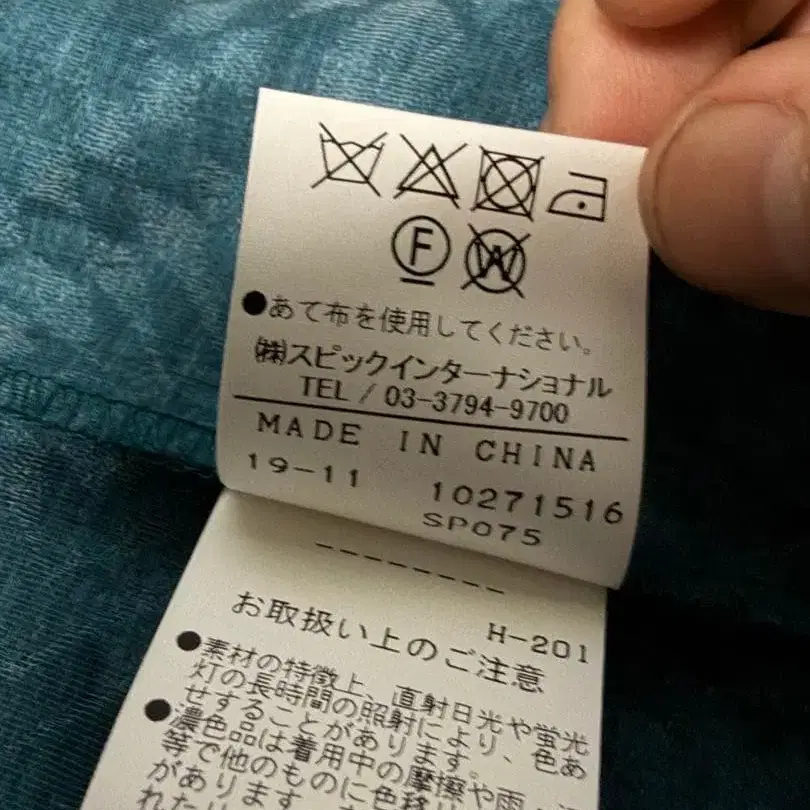 F W
●あて布を使用してください。
㈱スピックインターナショナル
TEL / 03-3794-9700
MADE IN CHINA
19-11 10271516
SP075
--------
H-201
お取扱い上のご注意
●素材の特徴上、直射日光や蛍光
灯の長時間の照射により、色あ
せすることがあります。
●濃色品は着用中の摩擦や雨、
等で他のものに色移り
があります。
れたり